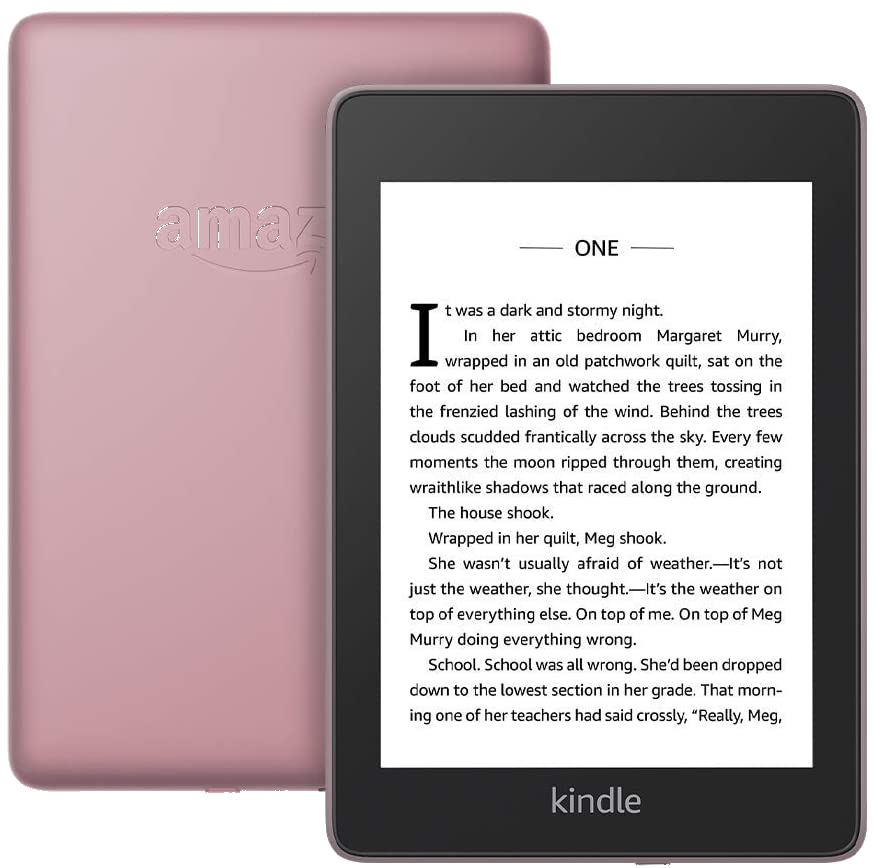 amaz
ONE
It was a dark and stormy night.
In her attic bedroom Margaret Murry,
wrapped in an old patchwork quilt, sat on the
foot of her bed and watched the trees tossing in
the frenzied lashing of the wind. Behind the trees
clouds scudded frantically across the sky. Every few
moments the moon ripped through them, creating
wraithlike shadows that raced along the ground.
The house shook.
Wrapped in her quilt, Meg shook.
She wasn't usually afraid of weather.—It's not
just the weather, she thought.—It's the weather on
top of everything else. On top of me. On top of Meg
Murry doing everything wrong.
School. School was all wrong. She'd been dropped
down to the lowest section in her grade. That morn-
ing one of her teachers had said crossly, “Really, Meg,
kindle